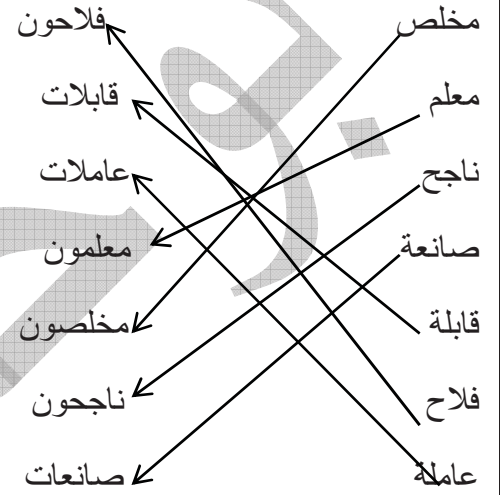 مخلص فلاحون
معلم قابلات
ناجح عاملات
صانعة معلمون
قابلة مخلصون
فلاح ناجحون
عاملة صانعات